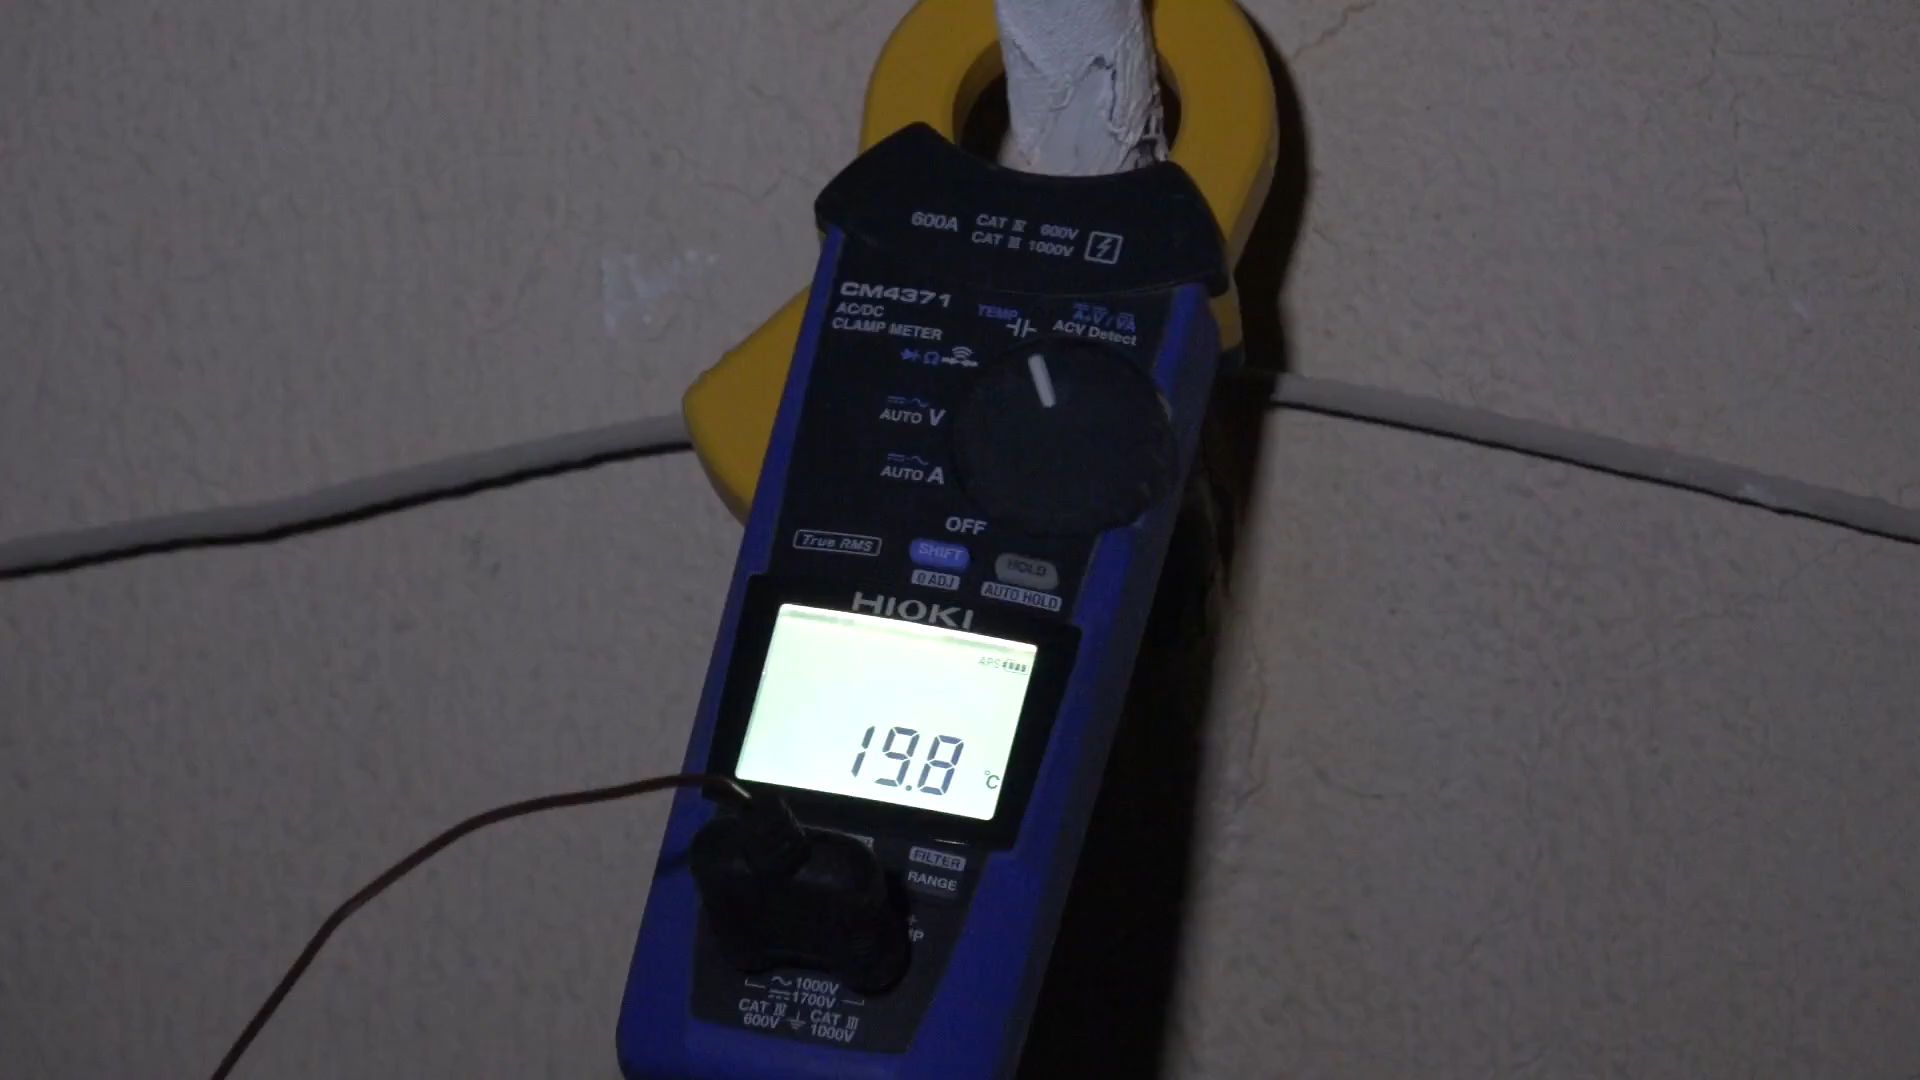 600A CAT Ⅳ 600V
CAT Ⅲ 1000V
CM4371
AC/DC
CLAMP METER
TEMP
A+V / VA
ACV Detect
Ω
AUTO V
AUTO A
OFF
True RMS
SHIFT
HOLD
0 ADJ
AUTO HOLD
HIOKI
APS
19.8 °C
FILTER
RANGE
+
~ 1000V
1700V
CAT Ⅳ CAT Ⅲ
600V 1000V